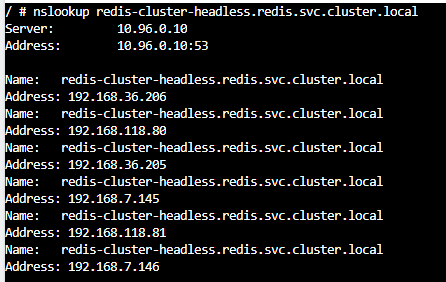 / # nslookup redis-cluster-headless.redis.svc.cluster.local
Server:         10.96.0.10
Address:        10.96.0.10:53

Name:   redis-cluster-headless.redis.svc.cluster.local
Address: 192.168.36.206
Name:   redis-cluster-headless.redis.svc.cluster.local
Address: 192.168.118.80
Name:   redis-cluster-headless.redis.svc.cluster.local
Address: 192.168.36.205
Name:   redis-cluster-headless.redis.svc.cluster.local
Address: 192.168.7.145
Name:   redis-cluster-headless.redis.svc.cluster.local
Address: 192.168.118.81
Name:   redis-cluster-headless.redis.svc.cluster.local
Address: 192.168.7.146